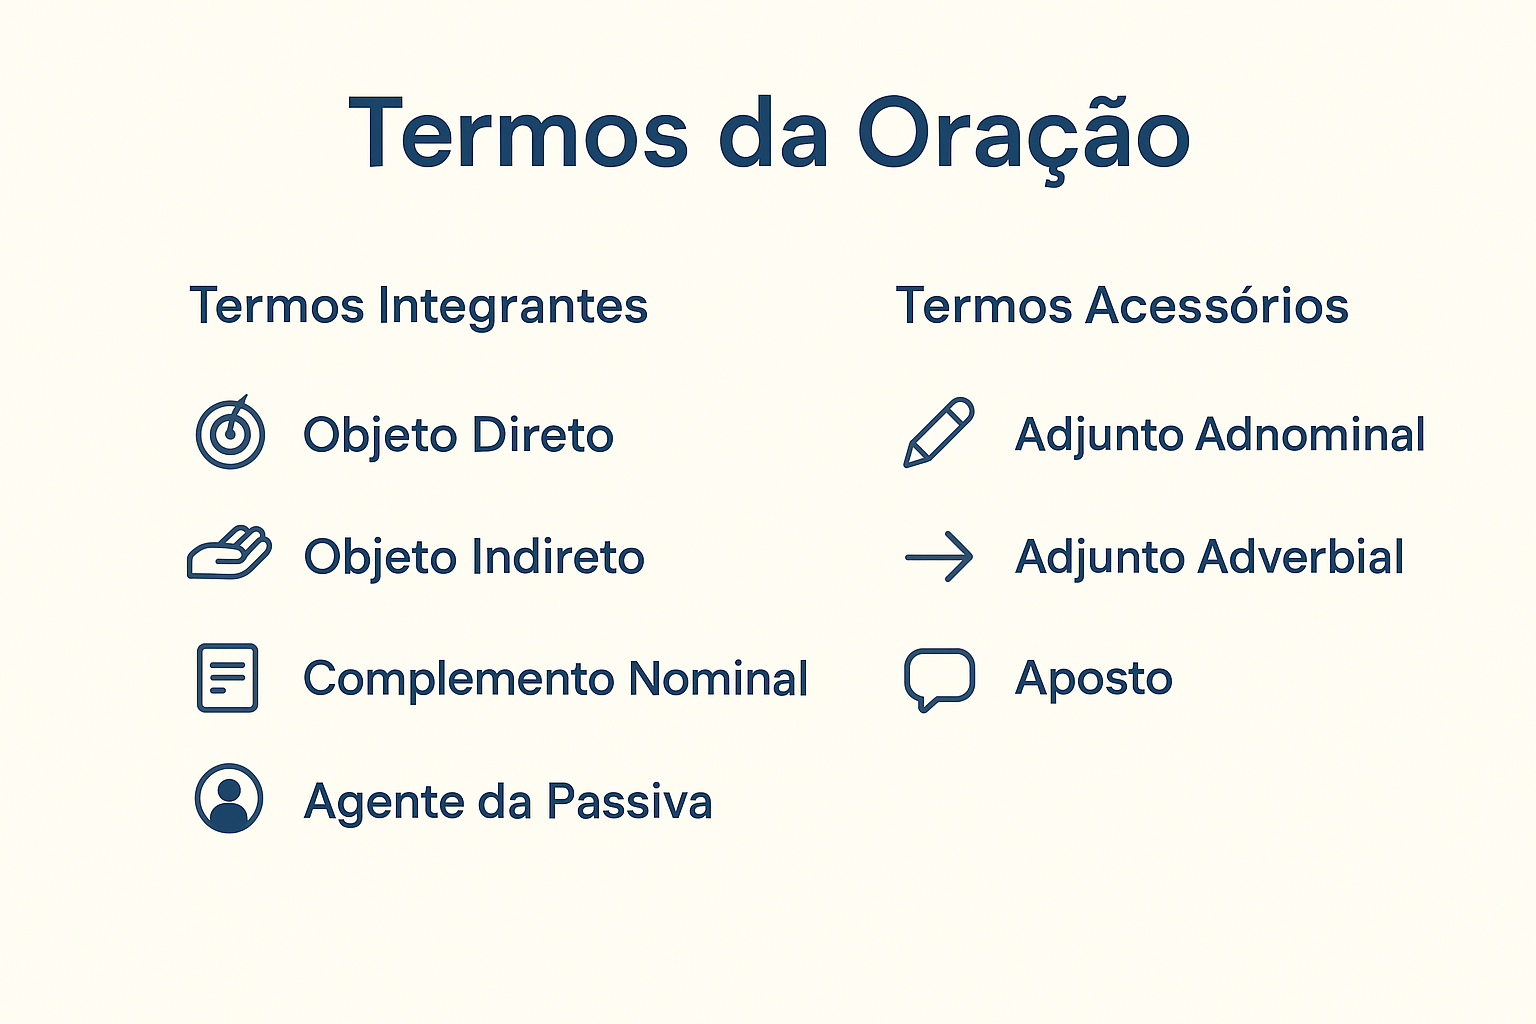 Termos da Oração
Termos Integrantes
Objeto Direto
Objeto Indireto
Complemento Nominal
Agente da Passiva
Termos Acessórios
Adjunto Adnominal
Adjunto Adverbial
Aposto